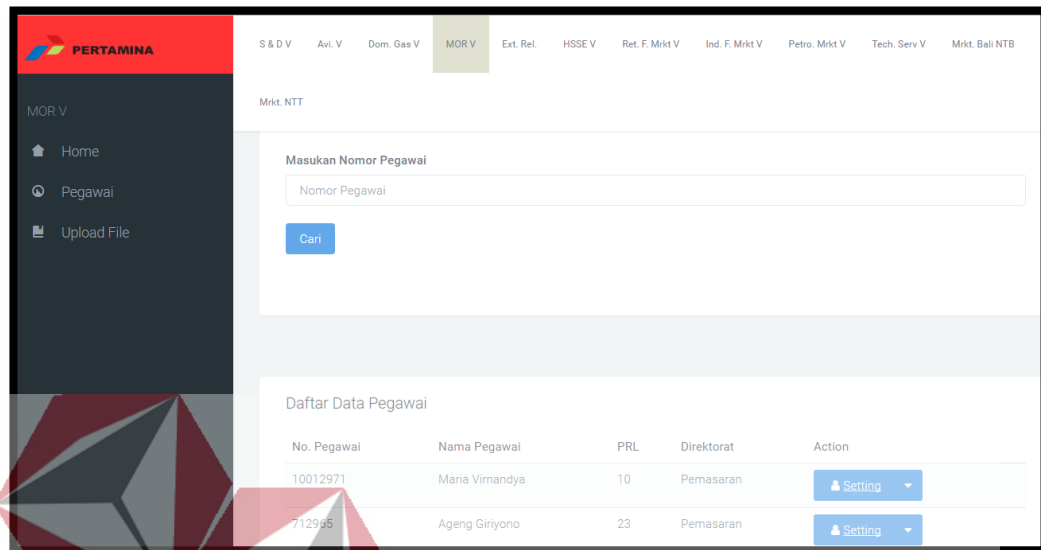 PERTAMINA
S & D V Avi. V Dom. Gas V MOR V Ext. Rel. HSSE V Ret. F. Mrkt V Ind. F. Mrkt V Petro. Mrkt V Tech. Serv V Mrkt. Bali NTB
Mrkt. NTT
MOR V
Home
Pegawai
Upload File
Masukan Nomor Pegawai
Nomor Pegawai
Cari
Daftar Data Pegawai
No. Pegawai Nama Pegawai PRL Direktorat Action
10012971 Maria Virnandya 10 Pemasaran Setting
712965 Ageng Giriyono 23 Pemasaran Setting